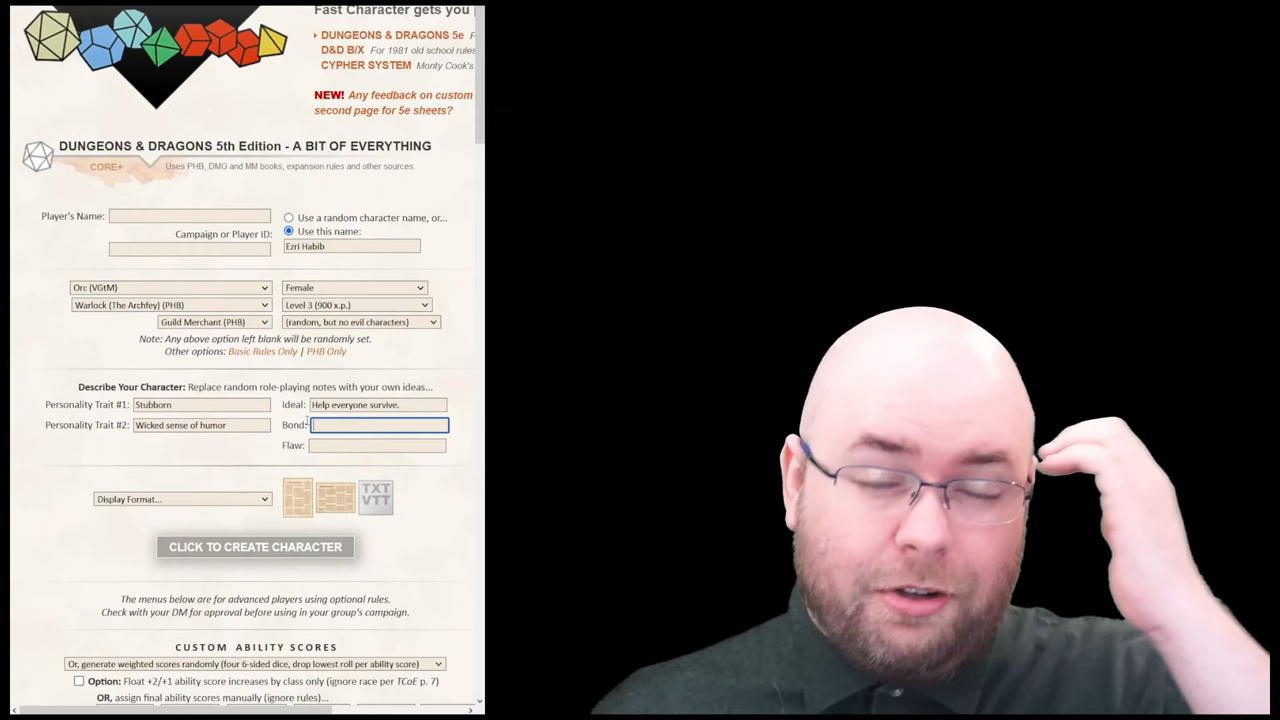 Fast Character gets you
DUNGEONS & DRAGONS 5e
D&D B/X For 1981 old school rules
CYPHER SYSTEM Monty Cook's
NEW! Any feedback on custom
second page for 5e sheets?
DUNGEONS & DRAGONS 5th Edition - A BIT OF EVERYTHING
CORE+ Uses PHB, DMG and MM books, expansion rules and other sources.
Player's Name:
Use a random character name, or...
Campaign or Player ID:
Use this name:
Ezri Habib
Orc (VGtM) Female
Warlock (The Archfey) (PHB) Level 3 (900 x.p.)
Guild Merchant (PHB) (random, but no evil characters)
Note: Any above option left blank will be randomly set.
Other options: Basic Rules Only | PHB Only
Describe Your Character: Replace random role-playing notes with your own ideas...
Personality Trait #1: Stubborn Ideal: Help everyone survive.
Personality Trait #2: Wicked sense of humor Bond:
Flaw:
Display Format... TXT
VTT
CLICK TO CREATE CHARACTER
The menus below are for advanced players using optional rules.
Check with your DM for approval before using in your group's campaign.
CUSTOM ABILITY SCORES
Or, generate weighted scores randomly (four 6-sided dice, drop lowest roll per ability score)
Option: Float +2/+1 ability score increases by class only (ignore race per TCoE p. 7)
OR, assign final ability scores manually (ignore rules)...